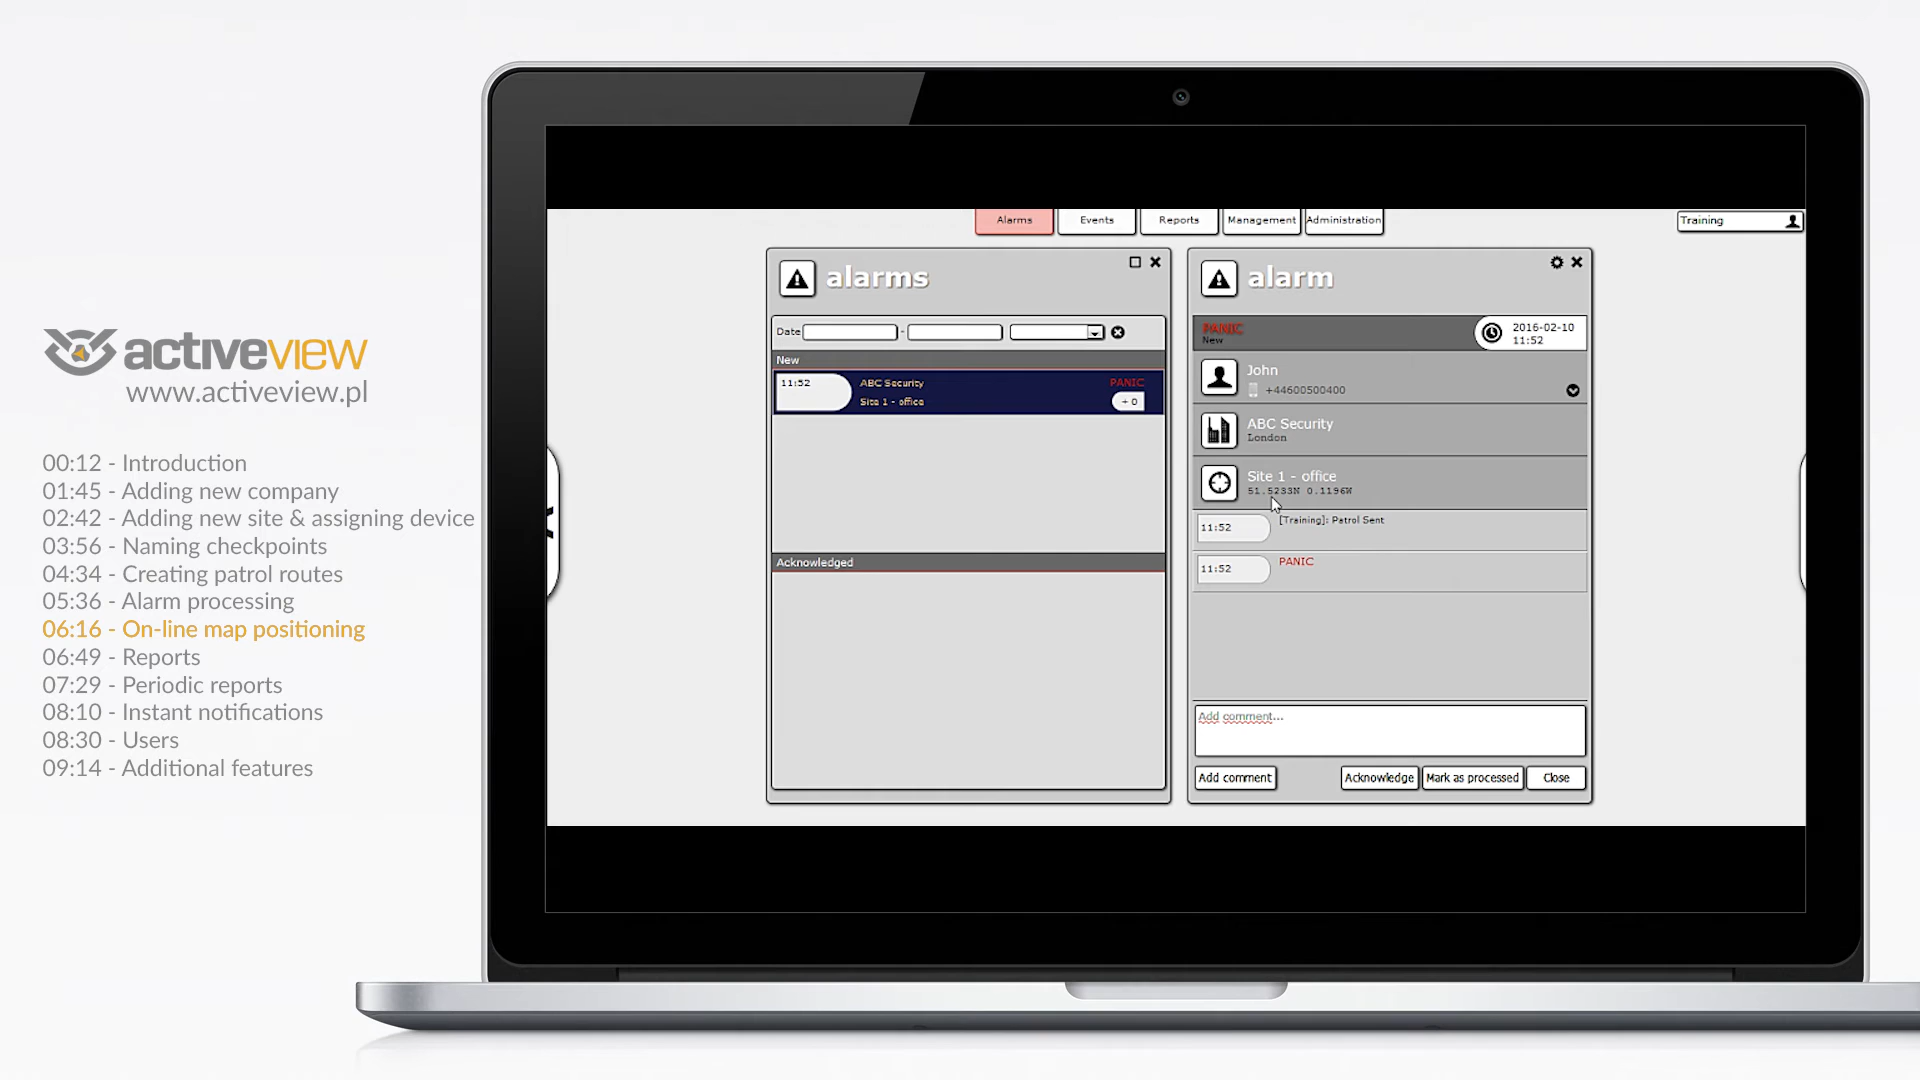 activeview
www.activeview.pl
00:12 - Introduction
01:45 - Adding new company
02:42 - Adding new site & assigning device
03:56 - Naming checkpoints
04:34 - Creating patrol routes
05:36 - Alarm processing
06:16 - On-line map positioning
06:49 - Reports
07:29 - Periodic reports
08:10 - Instant notifications
08:30 - Users
09:14 - Additional features
Alarms Events Reports Management Administration
Training
alarms
Date -
New
11:52 ABC Security PANIC
Site 1 - office + 0
Acknowledged
alarm
PANIC
New
2016-02-10
11:52
John
+44600500400
ABC Security
London
Site 1 - office
51.5233N 0.1196W
11:52 [Training]: Patrol Sent
11:52 PANIC
Add comment...
Add comment Acknowledge Mark as processed Close